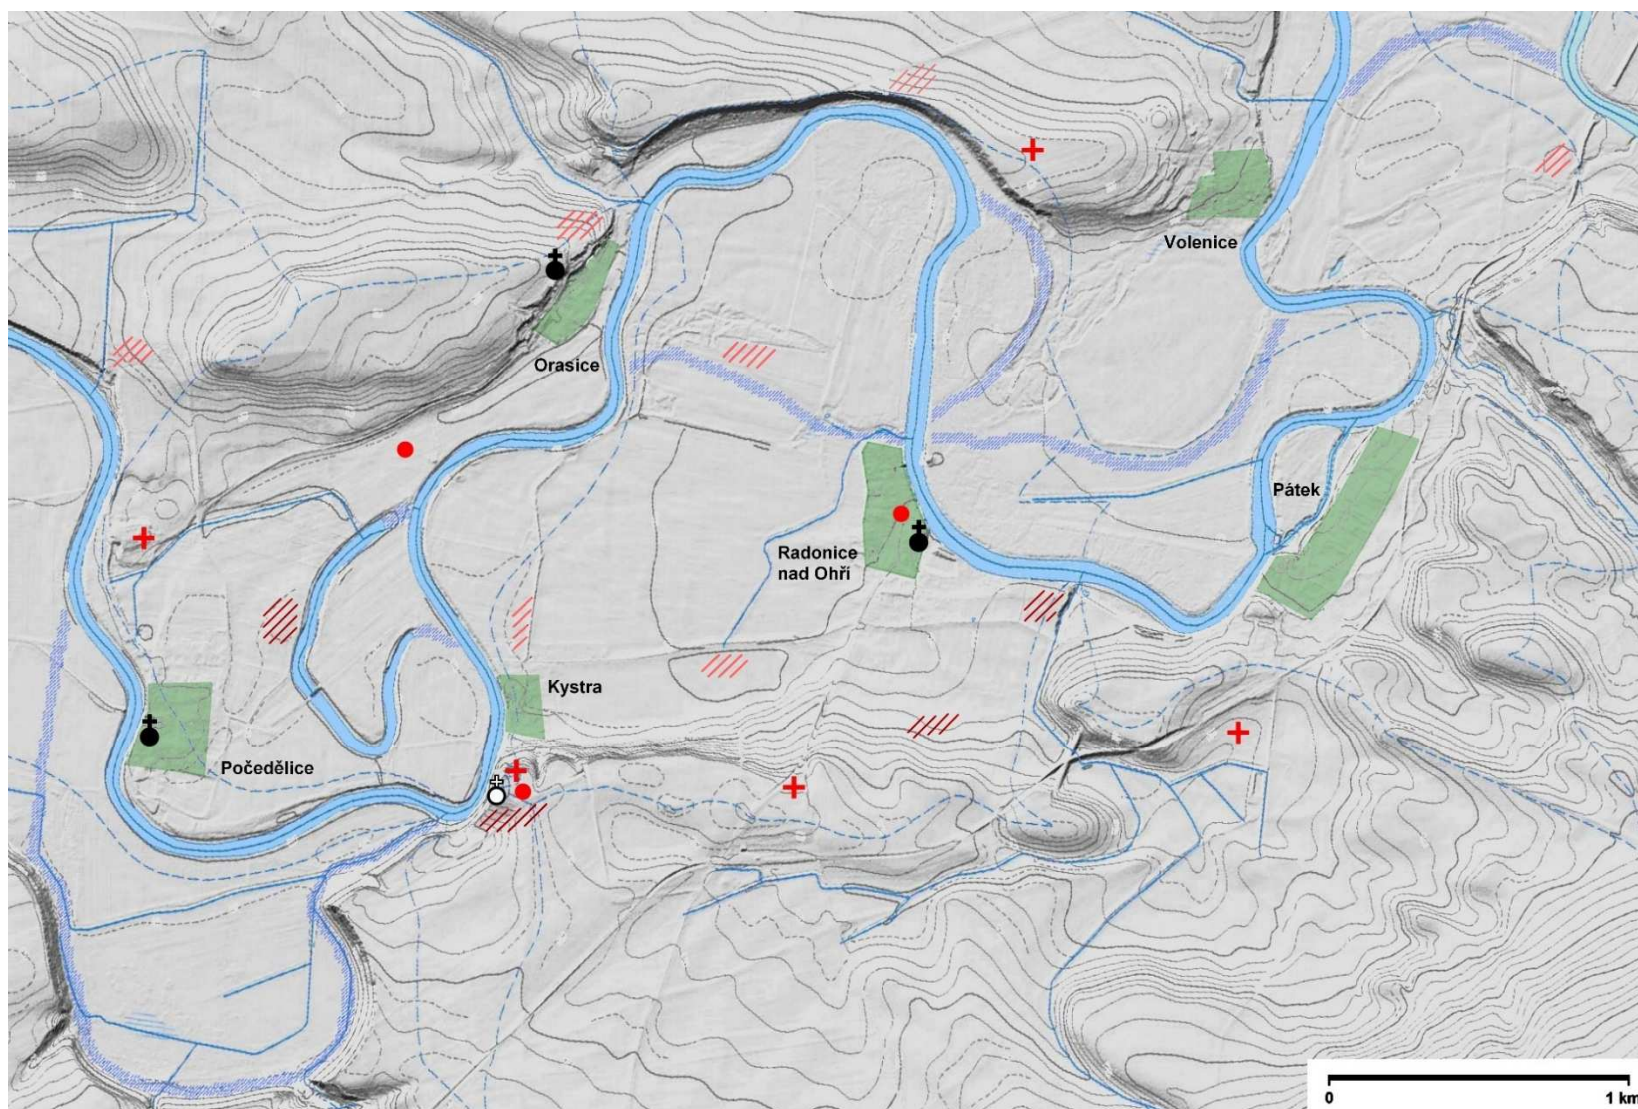 Volenice
Orasice
Pátek
Radonice
nad Ohří
Kystra
Počedělice
0
1 km